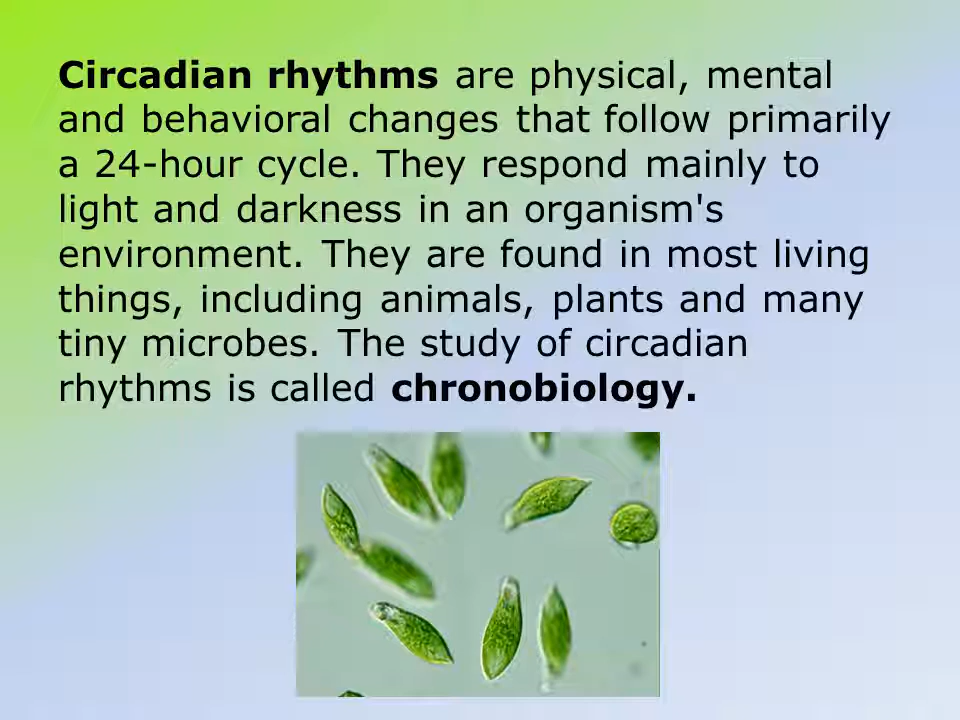 Circadian rhythms are physical, mental
and behavioral changes that follow primarily
a 24-hour cycle. They respond mainly to
light and darkness in an organism's
environment. They are found in most living
things, including animals, plants and many
tiny microbes. The study of circadian
rhythms is called chronobiology.